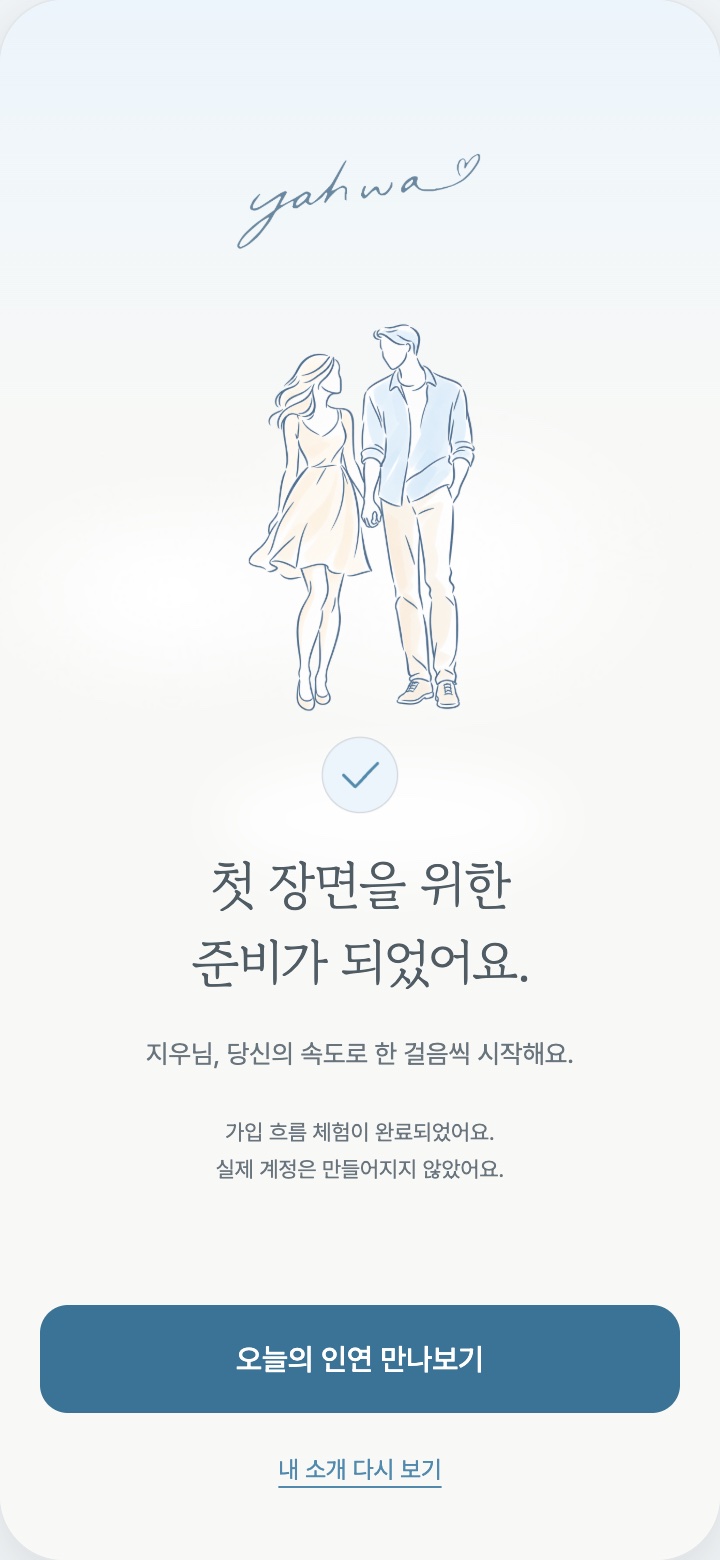 yahwa
첫 장면을 위한
준비가 되었어요.
지우님, 당신의 속도로 한 걸음씩 시작해요.
가입 흐름 체험이 완료되었어요.
실제 계정은 만들어지지 않았어요.
오늘의 인연 만나보기
내 소개 다시 보기